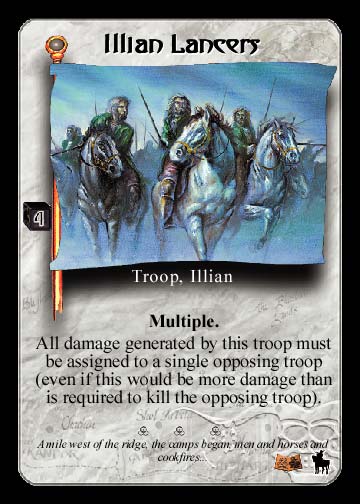 Illian Lancers
4
Troop, Illian
Multiple.
All damage generated by this troop must
be assigned to a single opposing troop
(even if this would be more damage than
is required to kill the opposing troop).
A mile west of the ridge, the camps began, men and horses and
cookfires...